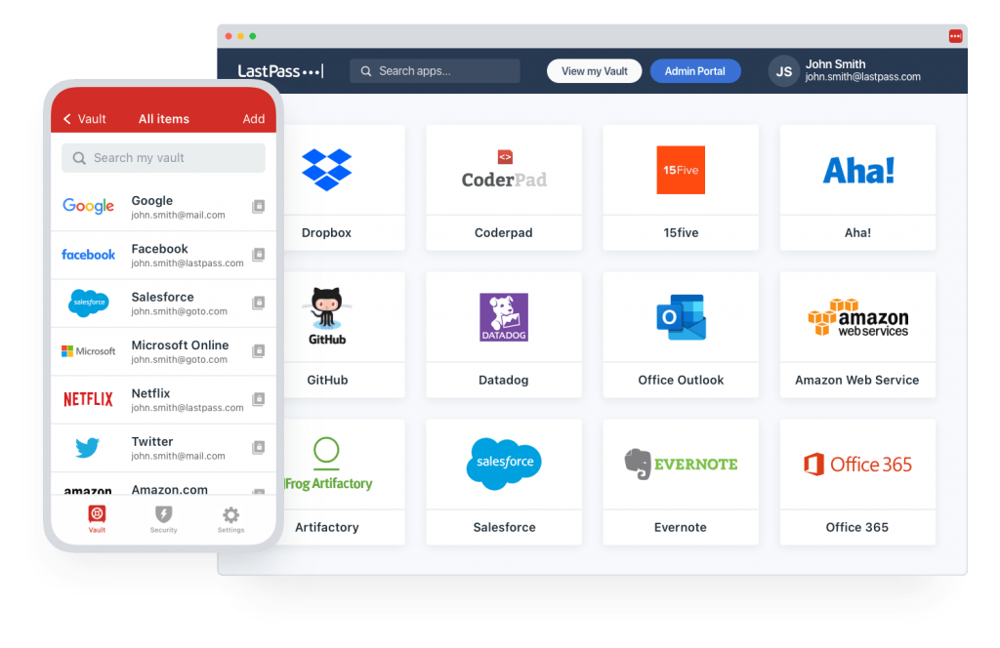 LastPass•••|
Search apps...
View my Vault
Admin Portal
JS
John Smith
john.smith@lastpass.com
Vault
All items
Add
Search my vault
Google
Google
john.smith@mail.com
facebook
Facebook
john.smith@lastpass.com
salesforce
Salesforce
john.smith@goto.com
Microsoft
Microsoft Online
john.smith@goto.com
NETFLIX
Netflix
john.smith@lastpass.com
Twitter
john.smith@mail.com
amazon
Amazon.com
Vault
Security
Settings
Dropbox
CoderPad
Coderpad
15Five
15five
Aha!
Aha!
GitHub
GitHub
DATADOG
Datadog
O
Office Outlook
amazon
web services
Amazon Web Service
Frog Artifactory
Artifactory
salesforce
Salesforce
EVERNOTE
Evernote
Office 365
Office 365